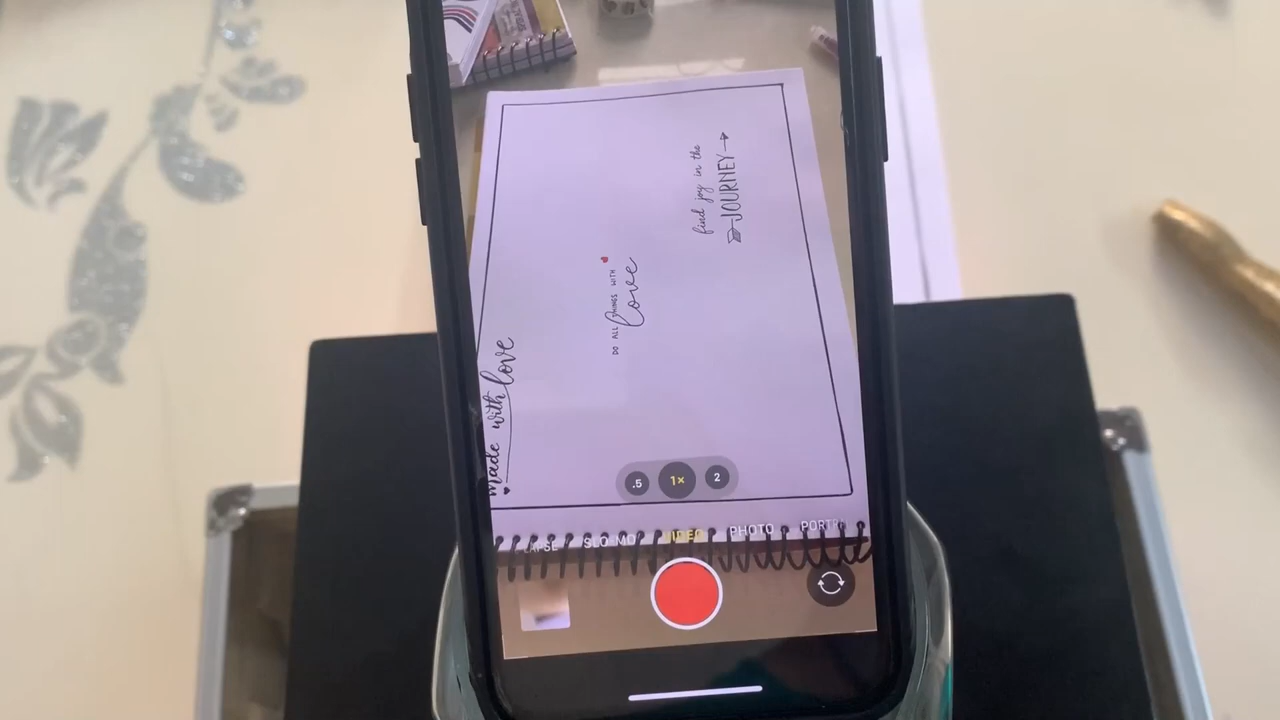 find joy in the
JOURNEY
DO ALL THINGS WITH
love
made with love
.5
1×
2
SLO-MO
VIDEO
PHOTO